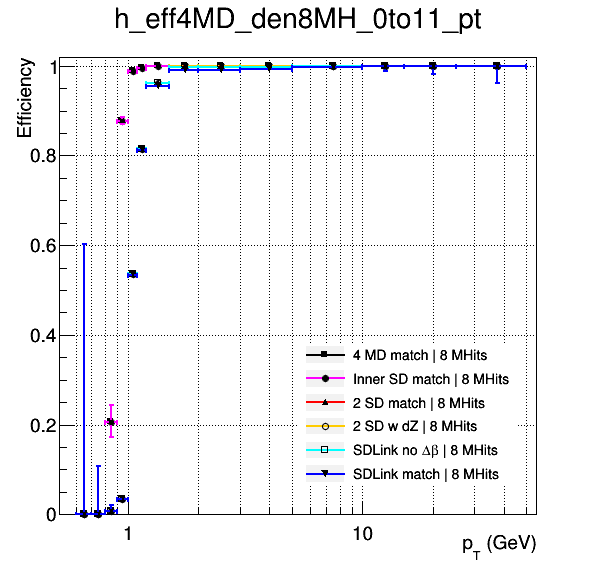 h_eff4MD_den8MH_0to11_pt
Efficiency
1
0.8
0.6
0.4
0.2
0
4 MD match | 8 MHits
Inner SD match | 8 MHits
2 SD match | 8 MHits
2 SD w dZ | 8 MHits
SDLink no Δβ | 8 MHits
SDLink match | 8 MHits
1
10
p_T (GeV)